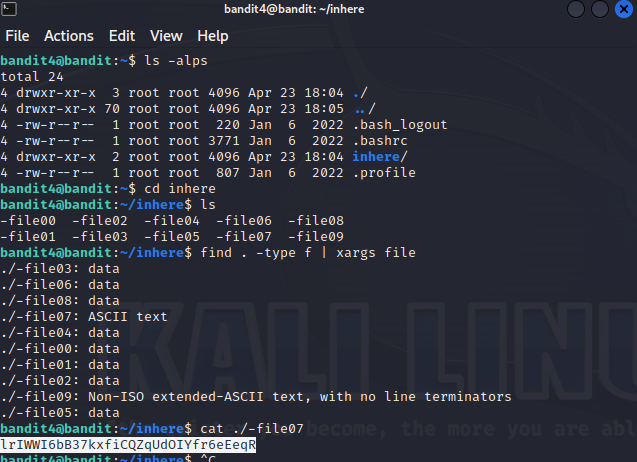 bandit4@bandit: ~/inhere
File Actions Edit View Help
bandit4@bandit:~$ ls -alps
total 24
4 drwxr-xr-x 3 root root 4096 Apr 23 18:04 ./
4 drwxr-xr-x 70 root root 4096 Apr 23 18:05 ../
4 -rw-r--r-- 1 root root 220 Jan 6 2022 .bash_logout
4 -rw-r--r-- 1 root root 3771 Jan 6 2022 .bashrc
4 drwxr-xr-x 2 root root 4096 Apr 23 18:04 inhere/
4 -rw-r--r-- 1 root root 807 Jan 6 2022 .profile
bandit4@bandit:~$ cd inhere
bandit4@bandit:~/inhere$ ls
-file00 -file02 -file04 -file06 -file08
-file01 -file03 -file05 -file07 -file09
bandit4@bandit:~/inhere$ find . -type f | xargs file
./-file03: data
./-file06: data
./-file08: data
./-file07: ASCII text
./-file04: data
./-file00: data
./-file01: data
./-file02: data
./-file09: Non-ISO extended-ASCII text, with no line terminators
./-file05: data
bandit4@bandit:~/inhere$ cat ./-file07
lrIWWI6bB37kxfiCQZqUdOIYfr6eEeqR
bandit4@bandit:~/inhere$ ^C
KALI LINU
become, the more you are abl